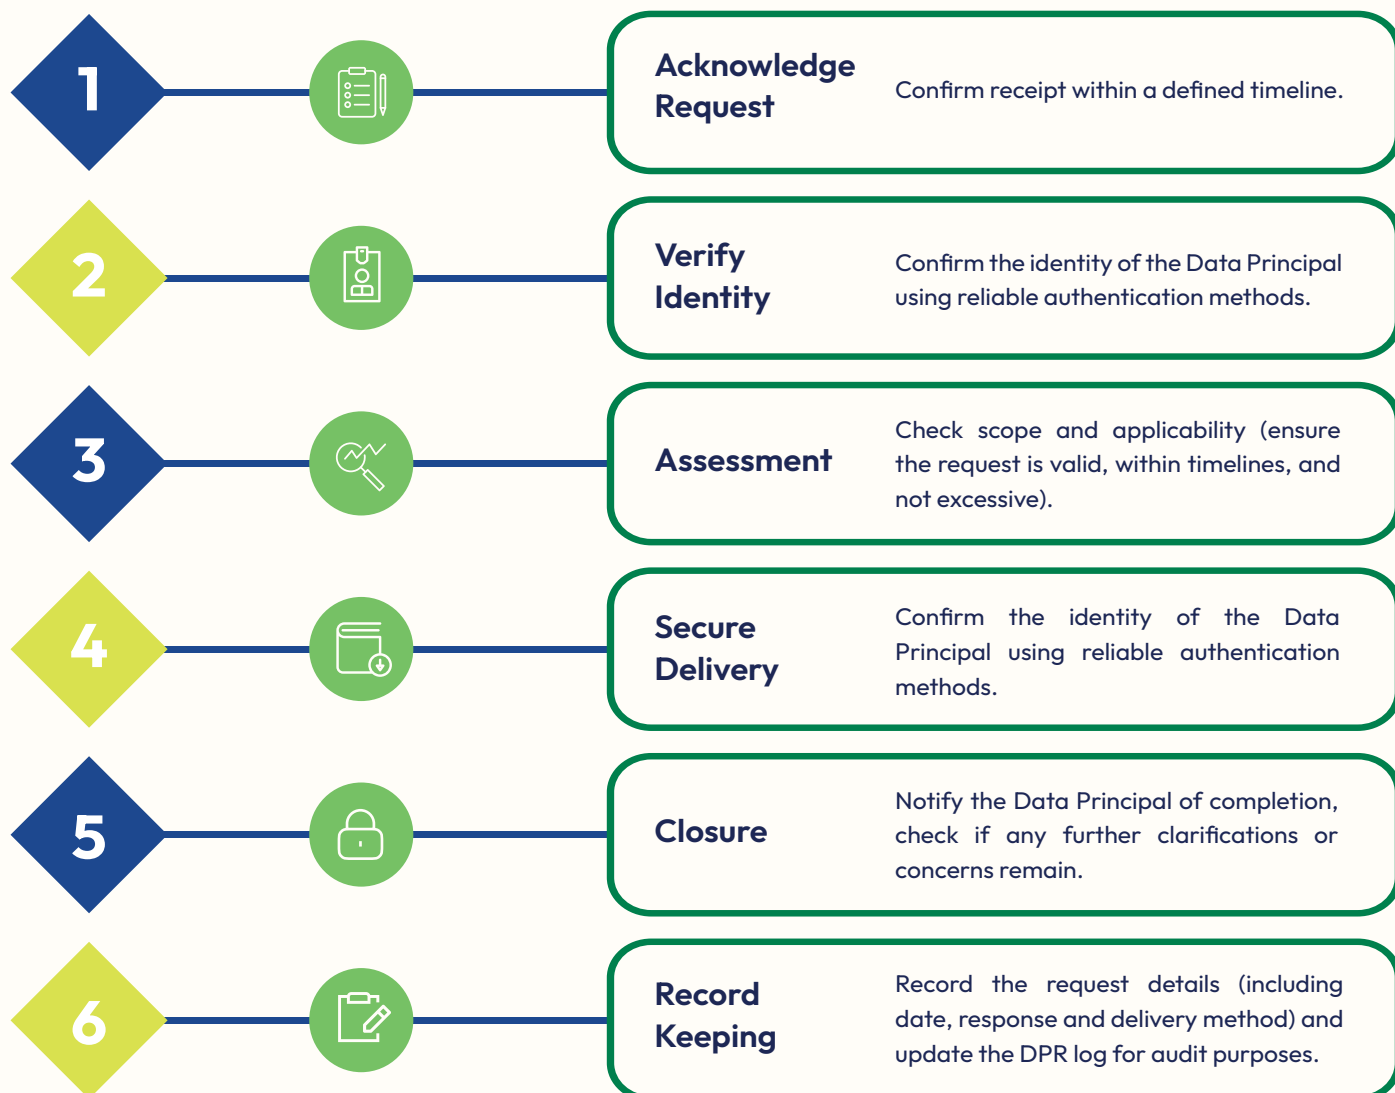 1
Acknowledge
Request
Confirm receipt within a defined timeline.
2
Verify
Identity
Confirm the identity of the Data Principal
using reliable authentication methods.
3
Assessment
Check scope and applicability (ensure
the request is valid, within timelines, and
not excessive).
4
Secure
Delivery
Confirm the identity of the Data
Principal using reliable authentication
methods.
5
Closure
Notify the Data Principal of completion,
check if any further clarifications or
concerns remain.
6
Record
Keeping
Record the request details (including
date, response and delivery method) and
update the DPR log for audit purposes.